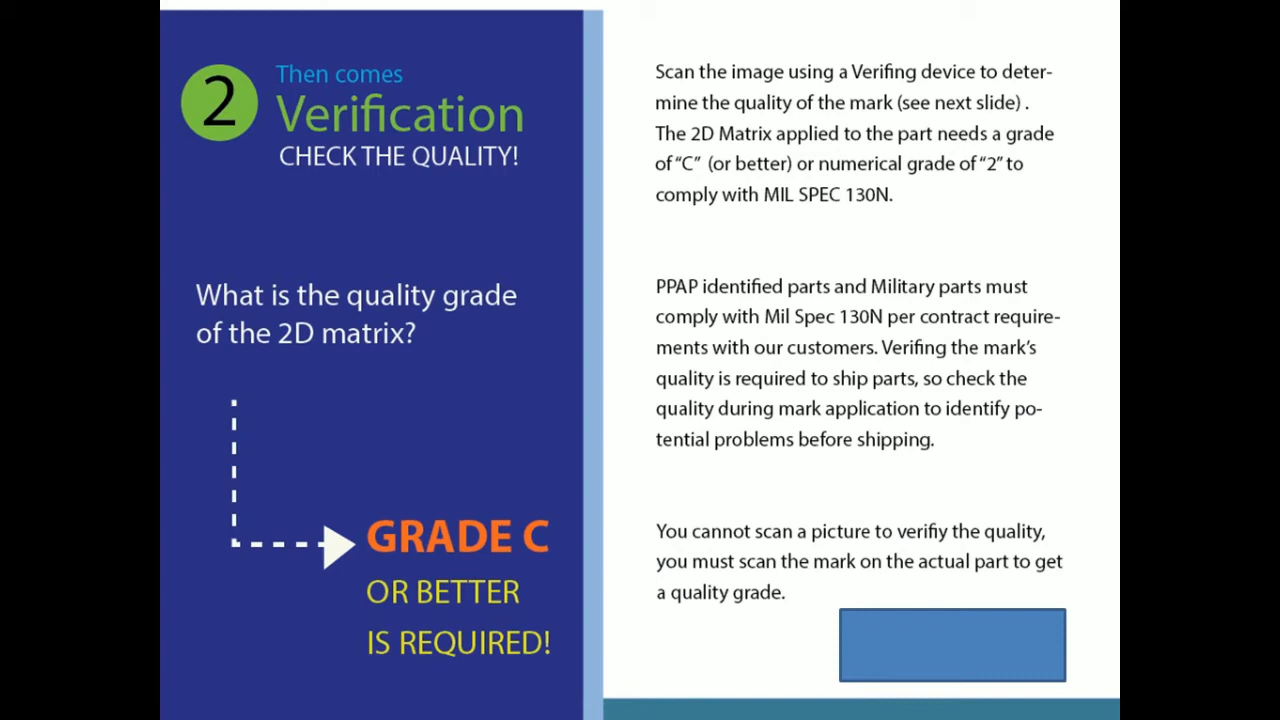 2
Then comes
Verification
CHECK THE QUALITY!
What is the quality grade
of the 2D matrix?
GRADE C
OR BETTER
IS REQUIRED!
Scan the image using a Verifing device to deter-
mine the quality of the mark (see next slide) .
The 2D Matrix applied to the part needs a grade
of “C”  (or better) or numerical grade of “2” to
comply with MIL SPEC 130N.
PPAP identified parts and Military parts must
comply with Mil Spec 130N per contract require-
ments with our customers. Verifing the mark’s
quality is required to ship parts, so check the
quality during mark application to identify po-
tential problems before shipping.
You cannot scan a picture to verifiy the quality,
you must scan the mark on the actual part to get
a quality grade.